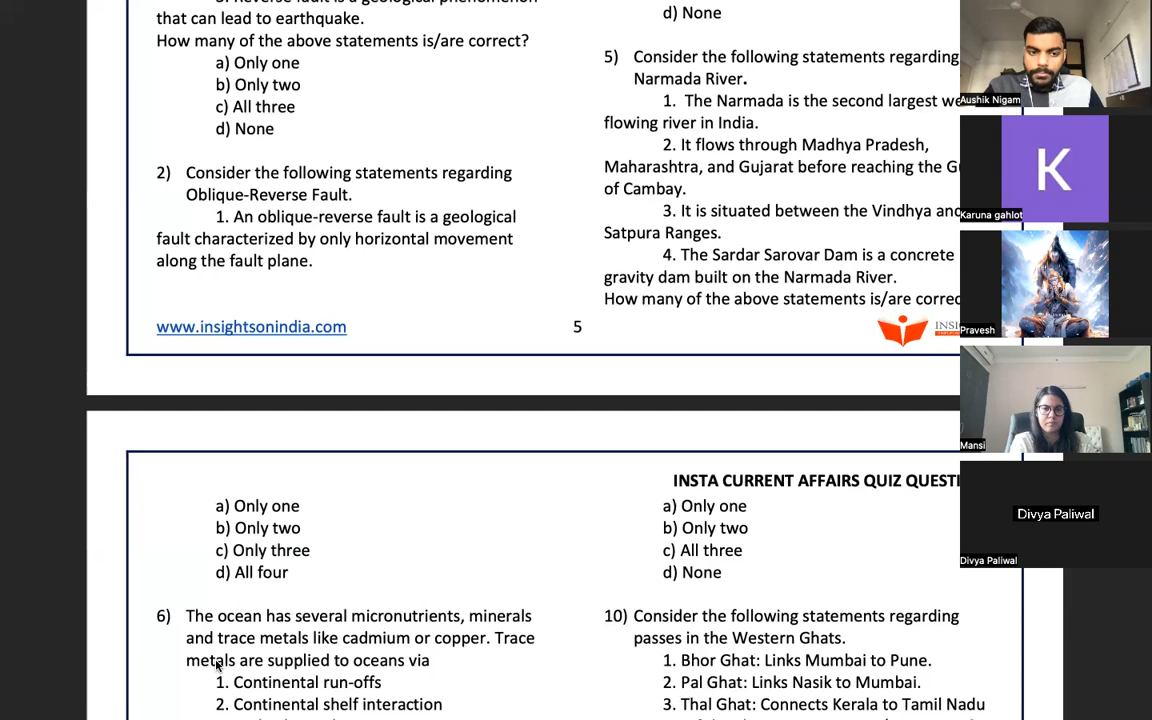 3. Reverse fault is a geological phenomenon
that can lead to earthquake.
How many of the above statements is/are correct?
a) Only one
b) Only two
c) All three
d) None
2) Consider the following statements regarding
Oblique-Reverse Fault.
1. An oblique-reverse fault is a geological
fault characterized by only horizontal movement
along the fault plane.
d) None
5) Consider the following statements regarding
Narmada River.
1. The Narmada is the second largest
flowing river in India.
2. It flows through Madhya Pradesh,
Maharashtra, and Gujarat before reaching the
of Cambay.
3. It is situated between the Vindhya and
Satpura Ranges.
4. The Sardar Sarovar Dam is a concrete
gravity dam built on the Narmada River.
How many of the above statements is/are
www.insightsonindia.com
5
INSTA CURRENT AFFAIRS QUIZ
a) Only one
b) Only two
c) Only three
d) All four
6) The ocean has several micronutrients, minerals
and trace metals like cadmium or copper. Trace
metals are supplied to oceans via
1. Continental run-offs
2. Continental shelf interaction
a) Only one
b) Only two
c) All three
d) None
10) Consider the following statements regarding
passes in the Western Ghats.
1. Bhor Ghat: Links Mumbai to Pune.
2. Pal Ghat: Links Nasik to Mumbai.
3. Thal Ghat: Connects Kerala to Tamil Nadu
Aushik Nigam
K
Karuna gahlot
Pravesh
Mansi
Divya Paliwal
Divya Paliwal